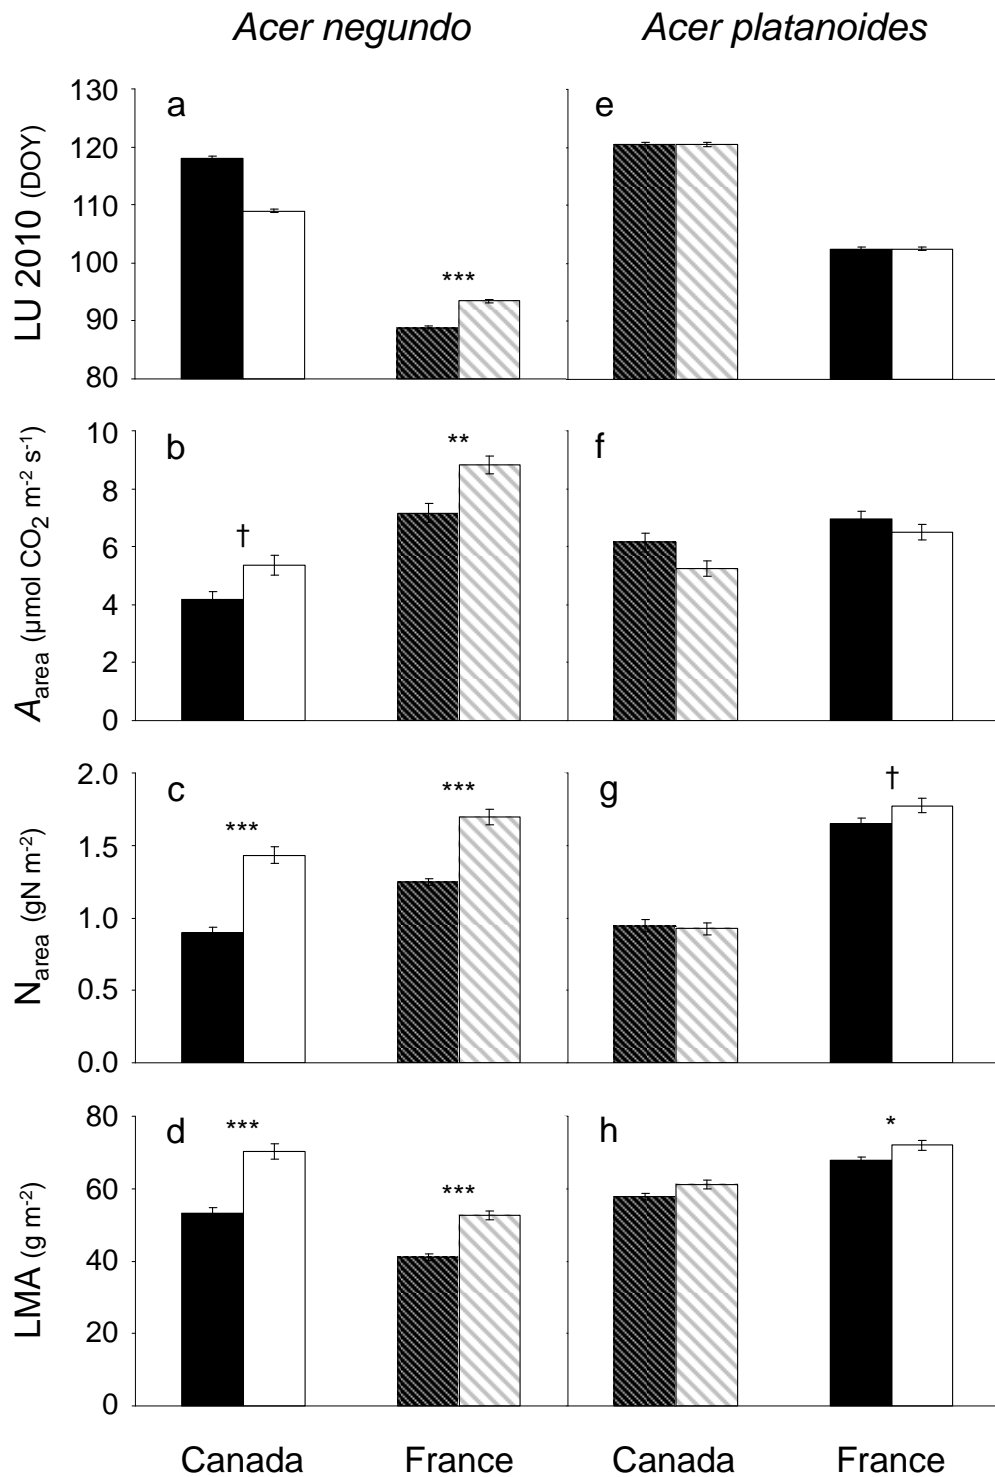 Acer negundo Acer platanoides
130 a e
120
110
100
90
80
LU 2010 (DOY)
***
10 b f
8
6
4
2
0
A area (µmol CO2 m-2 s-1)
†
**
2.0 c g
1.5
1.0
0.5
0.0
N area (gN m-2)
***
***
†
80 d h
60
40
20
0
LMA (g m-2)
***
***
*
Canada France Canada France